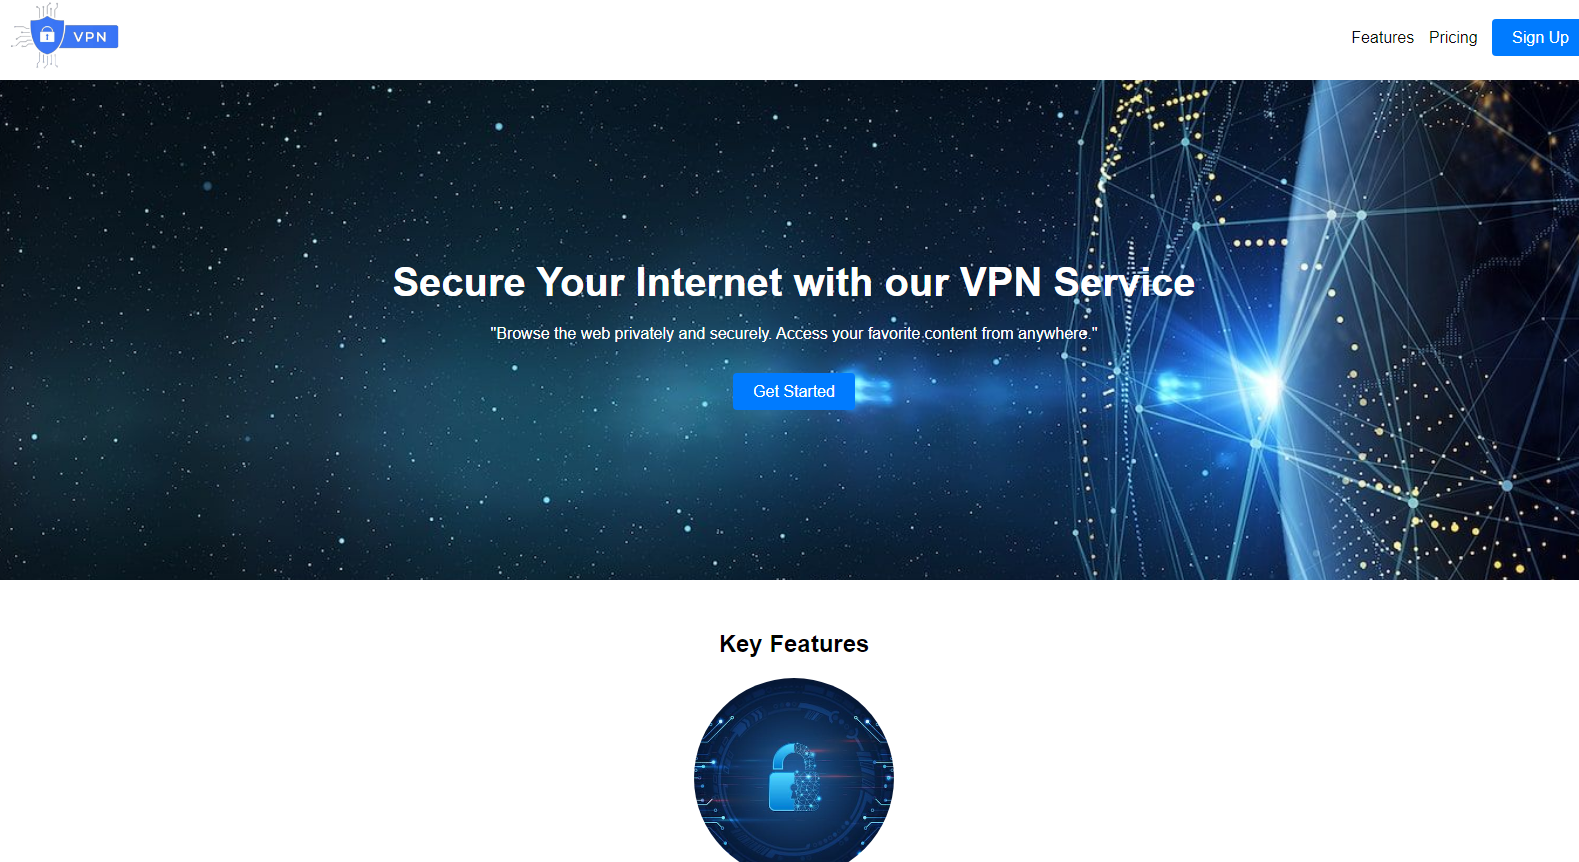 VPN
Features Pricing Sign Up
Secure Your Internet with our VPN Service
"Browse the web privately and securely. Access your favorite content from anywhere."
Get Started
Key Features